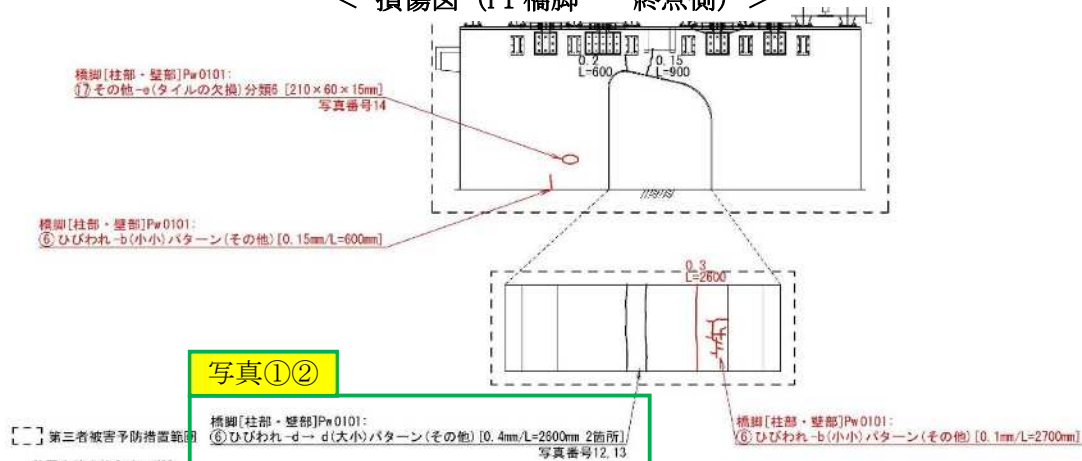 < 損傷図（P1橋脚 終点側）>
0.2
L=600
0.15
L=900
橋脚[柱部・壁部]Pw0101:
⑰その他-e(タイルの欠損)分類6 [210×60×15mm]
写真番号14
橋脚[柱部・壁部]Pw0101:
⑥ひびわれ-b(小小)パターン(その他)[0.15mm/L=600mm]
0.3
L=2600
写真①②
[ ] 第三者被害予防措置範囲
橋脚[柱部・壁部]Pw0101:
⑥ひびわれ-d→ d(大小)パターン(その他)[0.4mm/L=2600mm 2箇所]
写真番号12,13
橋脚[柱部・壁部]Pw0101:
⑥ひびわれ-b(小小)パターン(その他)[0.1mm/L=2700mm]